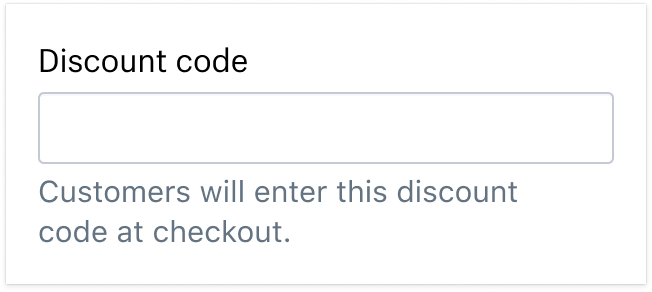 Discount code
Customers will enter this discount
code at checkout.